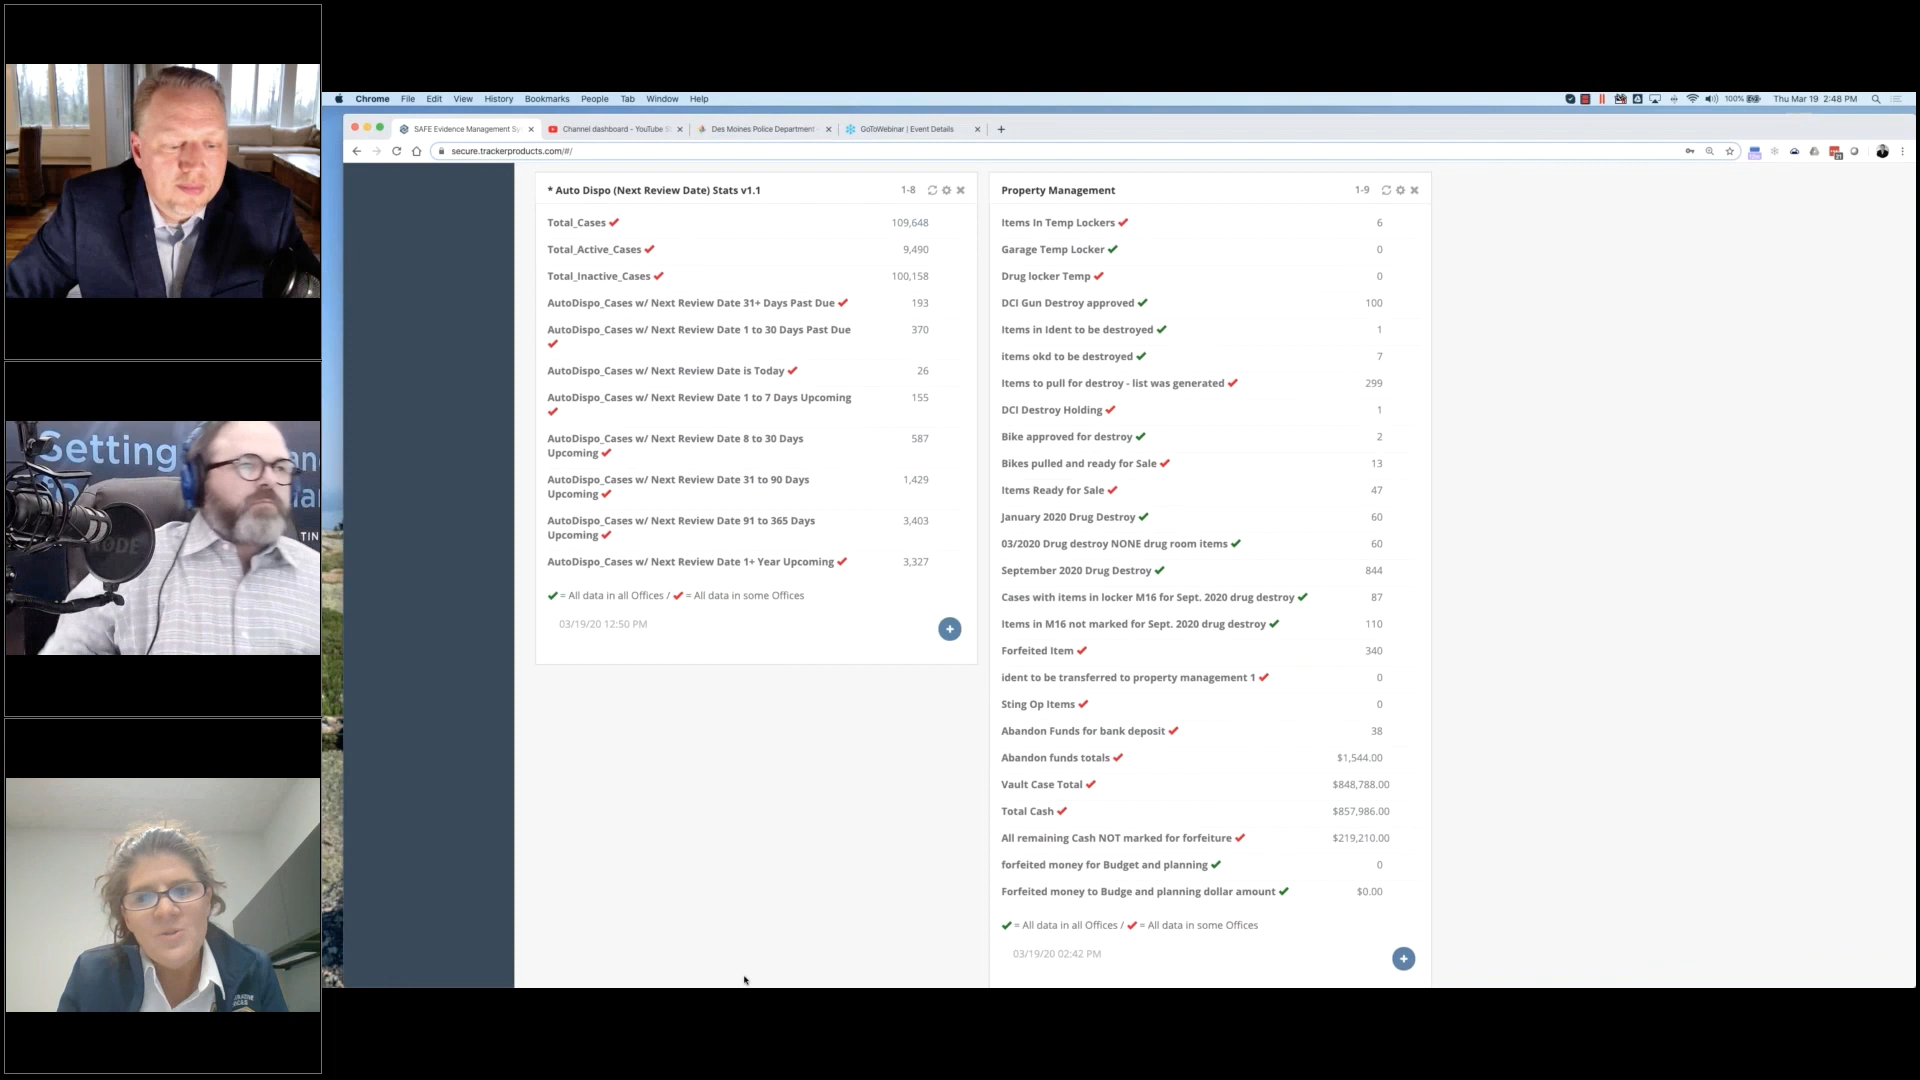 Setting
an
fo
ia
TIN
RODE
Chrome File Edit View History Bookmarks People Tab Window Help
100% Thu Mar 19 2:48 PM
SAFE Evidence Management Sy
Channel dashboard - YouTube S
Des Moines Police Department
GoToWebinar | Event Details
secure.trackerproducts.com/#/
* Auto Dispo (Next Review Date) Stats v1.1 1-8
Total_Cases 109,648
Total_Active_Cases 9,490
Total_Inactive_Cases 100,158
AutoDispo_Cases w/ Next Review Date 31+ Days Past Due 193
AutoDispo_Cases w/ Next Review Date 1 to 30 Days Past Due 370
AutoDispo_Cases w/ Next Review Date is Today 26
AutoDispo_Cases w/ Next Review Date 1 to 7 Days Upcoming 155
AutoDispo_Cases w/ Next Review Date 8 to 30 Days 587
Upcoming
AutoDispo_Cases w/ Next Review Date 31 to 90 Days 1,429
Upcoming
AutoDispo_Cases w/ Next Review Date 91 to 365 Days 3,403
Upcoming
AutoDispo_Cases w/ Next Review Date 1+ Year Upcoming 3,327
✔ = All data in all Offices / ✔ = All data in some Offices
03/19/20 12:50 PM
Property Management 1-9
Items In Temp Lockers 6
Garage Temp Locker 0
Drug locker Temp 0
DCI Gun Destroy approved 100
Items in Ident to be destroyed 1
items okd to be destroyed 7
Items to pull for destroy - list was generated 299
DCI Destroy Holding 1
Bike approved for destroy 2
Bikes pulled and ready for Sale 13
Items Ready for Sale 47
January 2020 Drug Destroy 60
03/2020 Drug destroy NONE drug room items 60
September 2020 Drug Destroy 844
Cases with items in locker M16 for Sept. 2020 drug destroy 87
Items in M16 not marked for Sept. 2020 drug destroy 110
Forfeited Item 340
ident to be transferred to property management 1 0
Sting Op Items 0
Abandon Funds for bank deposit 38
Abandon funds totals $1,544.00
Vault Case Total $848,788.00
Total Cash $857,986.00
All remaining Cash NOT marked for forfeiture $219,210.00
forfeited money for Budget and planning 0
Forfeited money to Budge and planning dollar amount $0.00
✔ = All data in all Offices / ✔ = All data in some Offices
03/19/20 02:42 PM